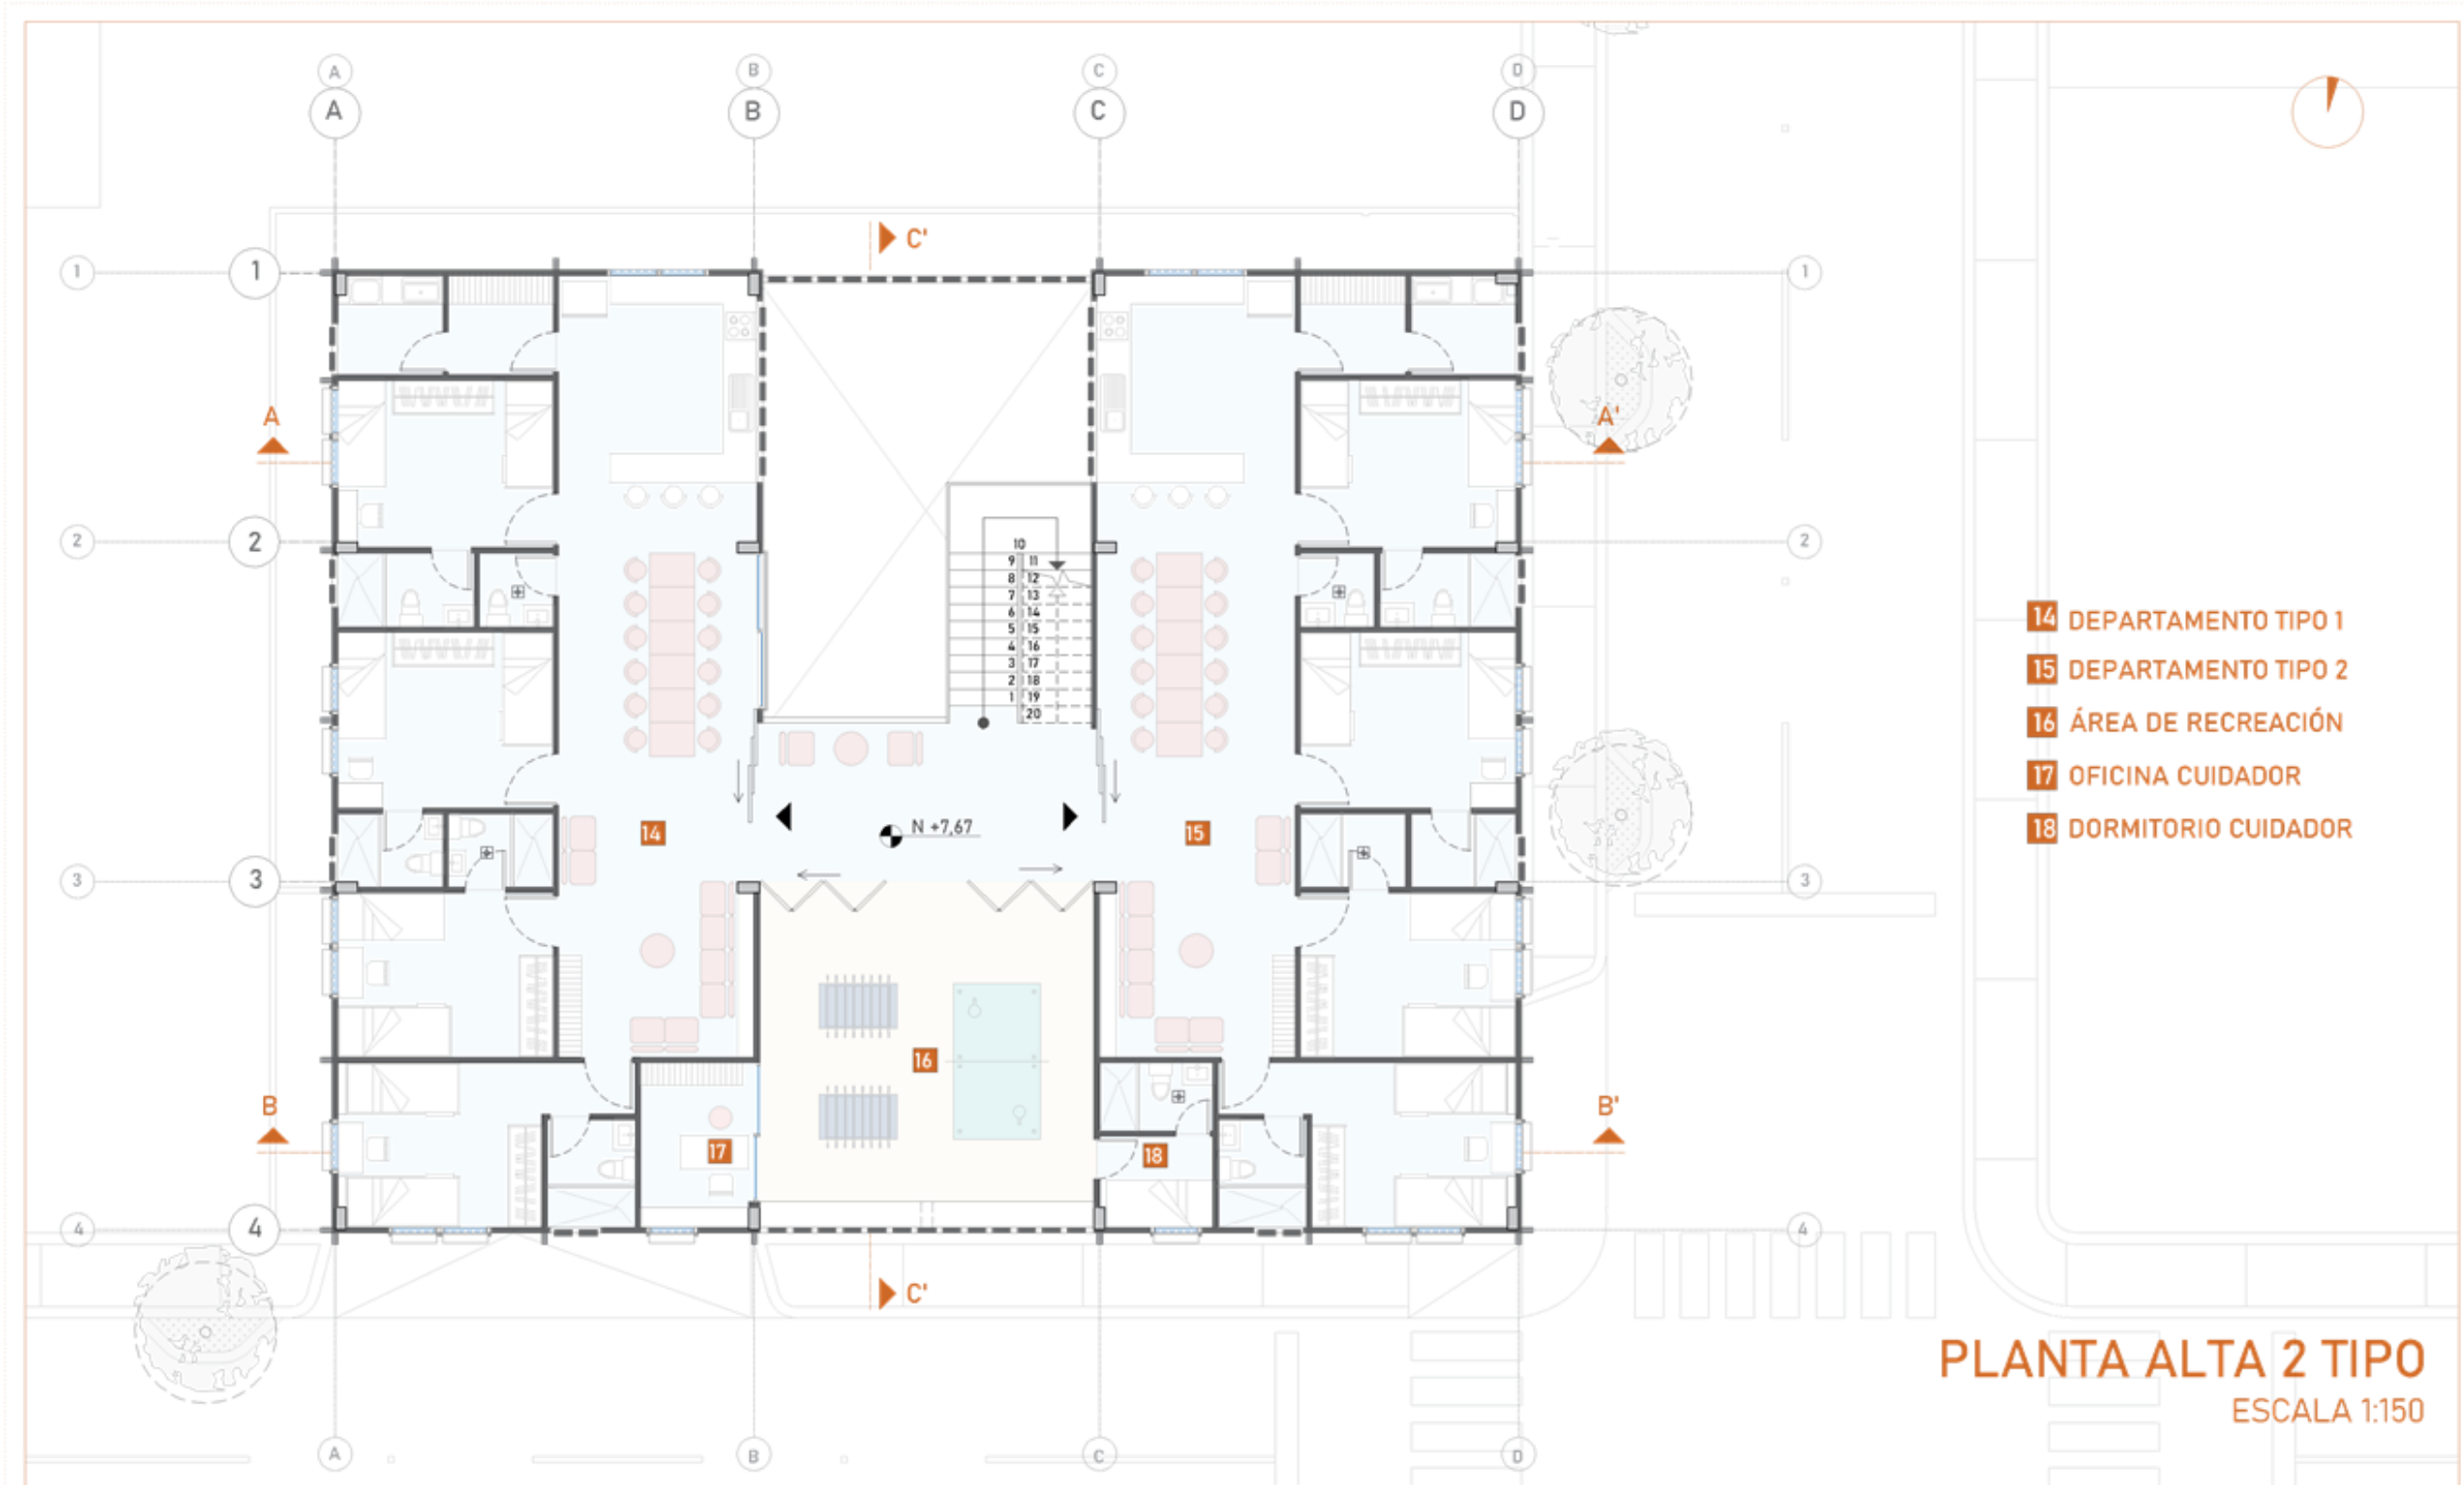 A B C D
A B C D
C'
1 1 1
A A'
2 2 2
10
9 11
8 12
7 13
6 14
5 15
4 16
3 17
2 18
1 19
20
14 DEPARTAMENTO TIPO 1
15 DEPARTAMENTO TIPO 2
16 ÁREA DE RECREACIÓN
17 OFICINA CUIDADOR
18 DORMITORIO CUIDADOR
14 N +7,67 15
3 3 3
16
B B'
17 18
4 4 4
C'
PLANTA ALTA 2 TIPO
ESCALA 1:150
A B C D